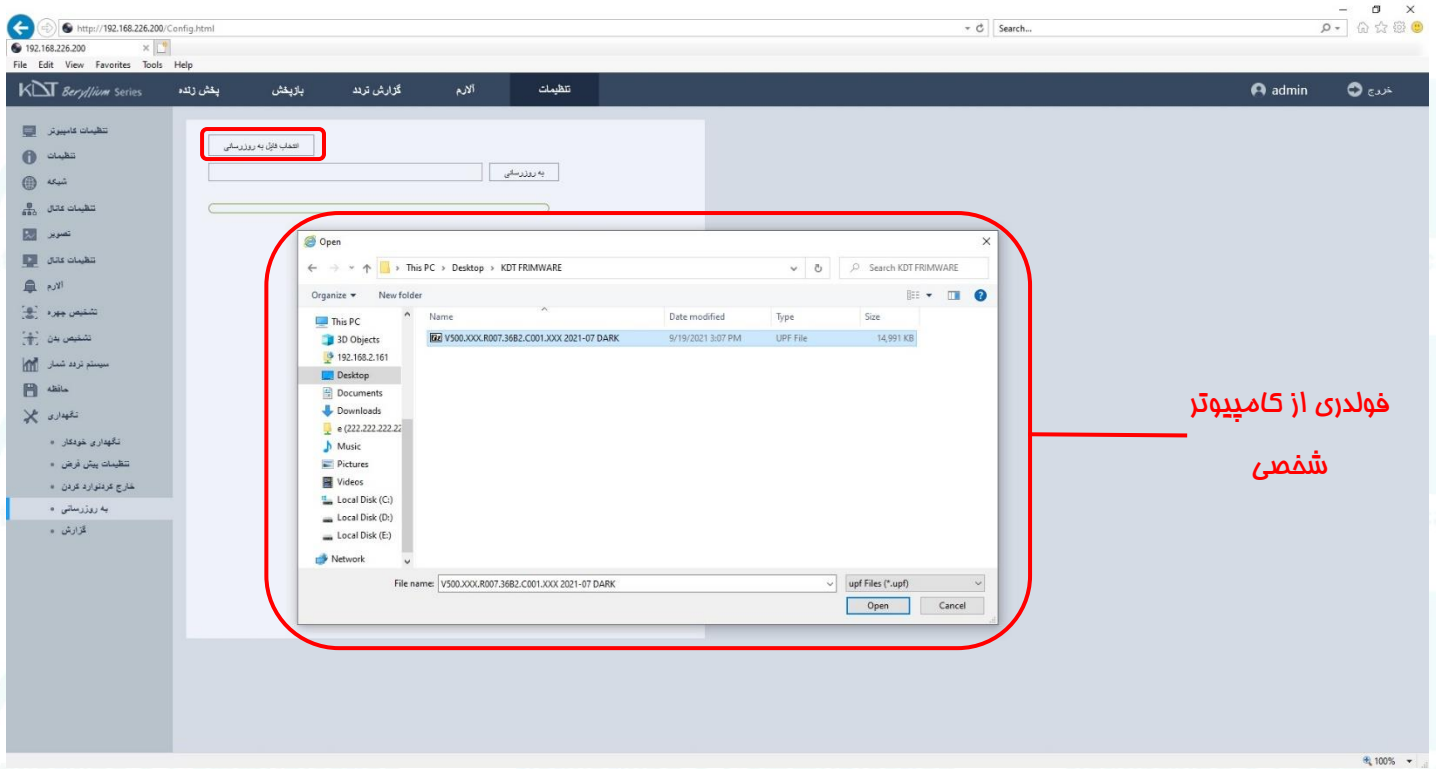 http://192.168.226.200/Config.html
Search...
192.168.226.200
File Edit View Favorites Tools Help
KDT Beryllium Series
پخش زنده
بازپخش
گزارش تردد
آلارم
تنظیمات
admin
خروج
تنظیمات کامپیوتر
تنظیمات
شبکه
تنظیمات کانال
تصویر
تنظیمات کانال
آلارم
تشخیص چهره
تشخیص بدن
سیستم تردد شمار
حافظه
نگهداری
نگهداری خودکار
تنظیمات پیش فرض
خارج کردنوارد کردن
به روزرسانی
گزارش
انتخاب فایل به روزرسانی
به روزرسانی
Open
This PC > Desktop > KDT FRIMWARE
Search KDT FRIMWARE
Organize New folder
Name Date modified Type Size
V500.XXX.R007.36B2.C001.XXX 2021-07 DARK 9/19/2021 3:07 PM UPF File 14,991 KB
This PC
3D Objects
192.168.2.161
Desktop
Documents
Downloads
e (222.222.222.22
Music
Pictures
Videos
Local Disk (C:)
Local Disk (D:)
Local Disk (E:)
Network
File name: V500.XXX.R007.36B2.C001.XXX 2021-07 DARK
upf Files (*.upf)
Open Cancel
فولدری از کامپیوتر
شخصی
100%